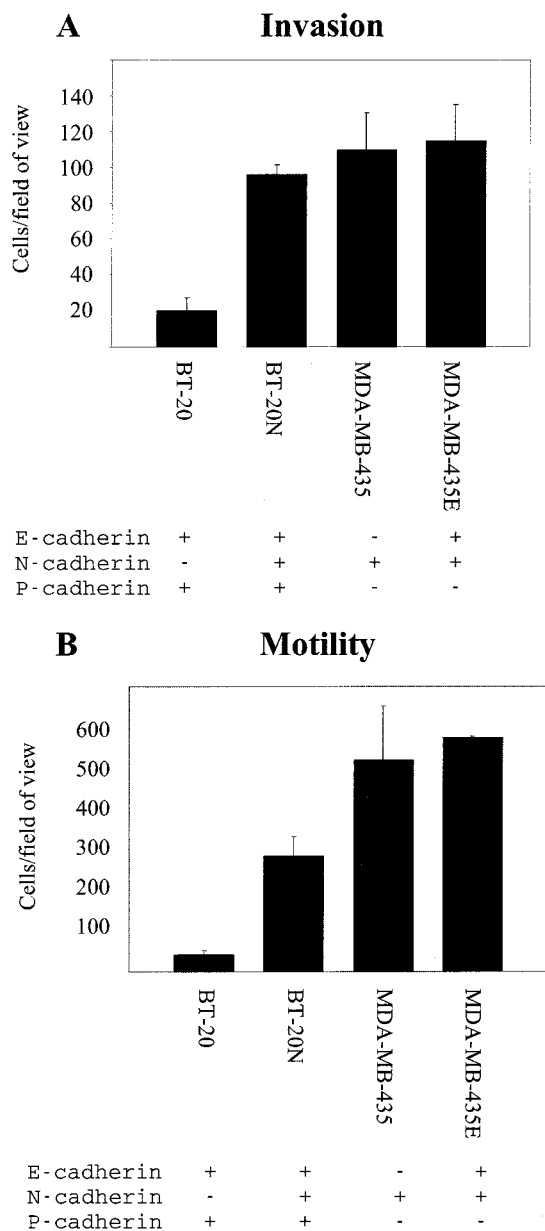 A Invasion
Cells/field of view
140
120
100
80
60
40
20
BT-20
BT-20N
MDA-MB-435
MDA-MB-435E
E-cadherin + + - +
N-cadherin - + + +
P-cadherin + + - -
B Motility
Cells/field of view
600
500
400
300
200
100
BT-20
BT-20N
MDA-MB-435
MDA-MB-435E
E-cadherin + + - +
N-cadherin - + + +
P-cadherin + + - -